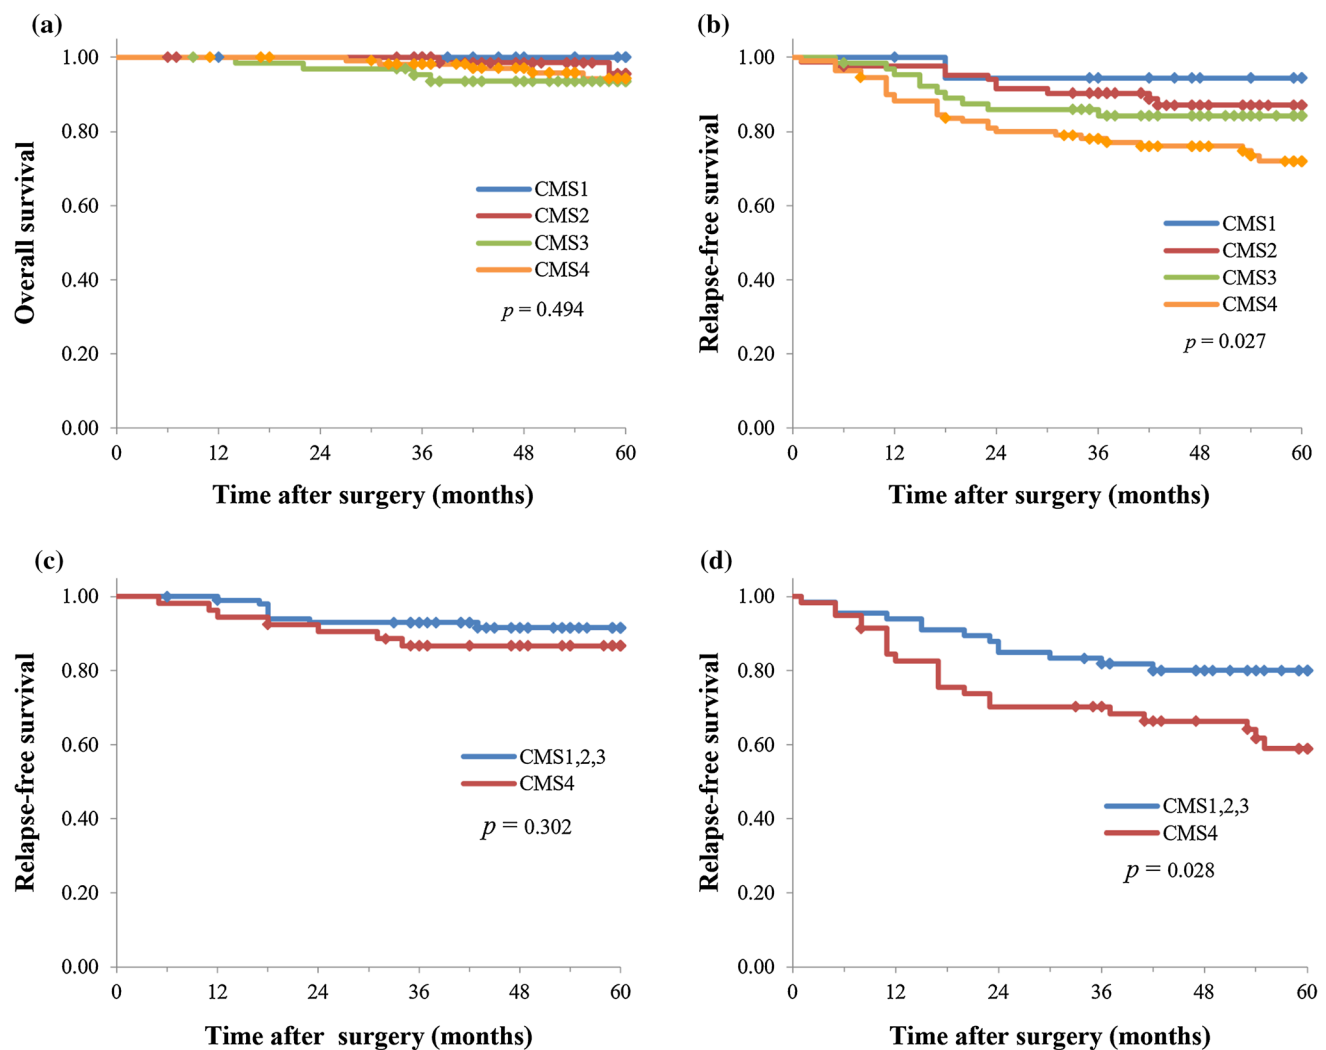 (a)
1.00
0.80
0.60
0.40
0.20
0.00
Overall survival
CMS1
CMS2
CMS3
CMS4
p = 0.494
0 12 24 36 48 60
Time after surgery (months)
(b)
1.00
0.80
0.60
0.40
0.20
0.00
Relapse-free survival
CMS1
CMS2
CMS3
CMS4
p = 0.027
0 12 24 36 48 60
Time after surgery (months)
(c)
1.00
0.80
0.60
0.40
0.20
0.00
Relapse-free survival
CMS1,2,3
CMS4
p = 0.302
0 12 24 36 48 60
Time after surgery (months)
(d)
1.00
0.80
0.60
0.40
0.20
0.00
Relapse-free survival
CMS1,2,3
CMS4
p = 0.028
0 12 24 36 48 60
Time after surgery (months)